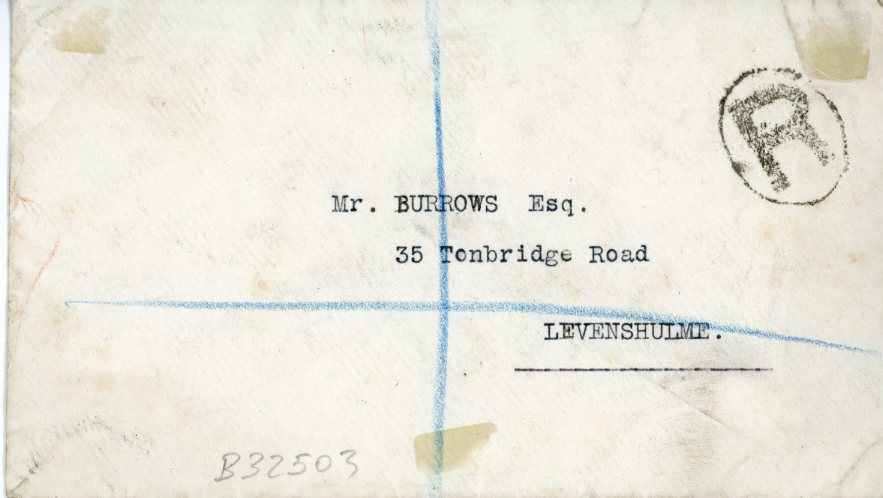 R
Mr. BURROWS Esq.
35 Tonbridge Road
LEVENSHULME.
B32503